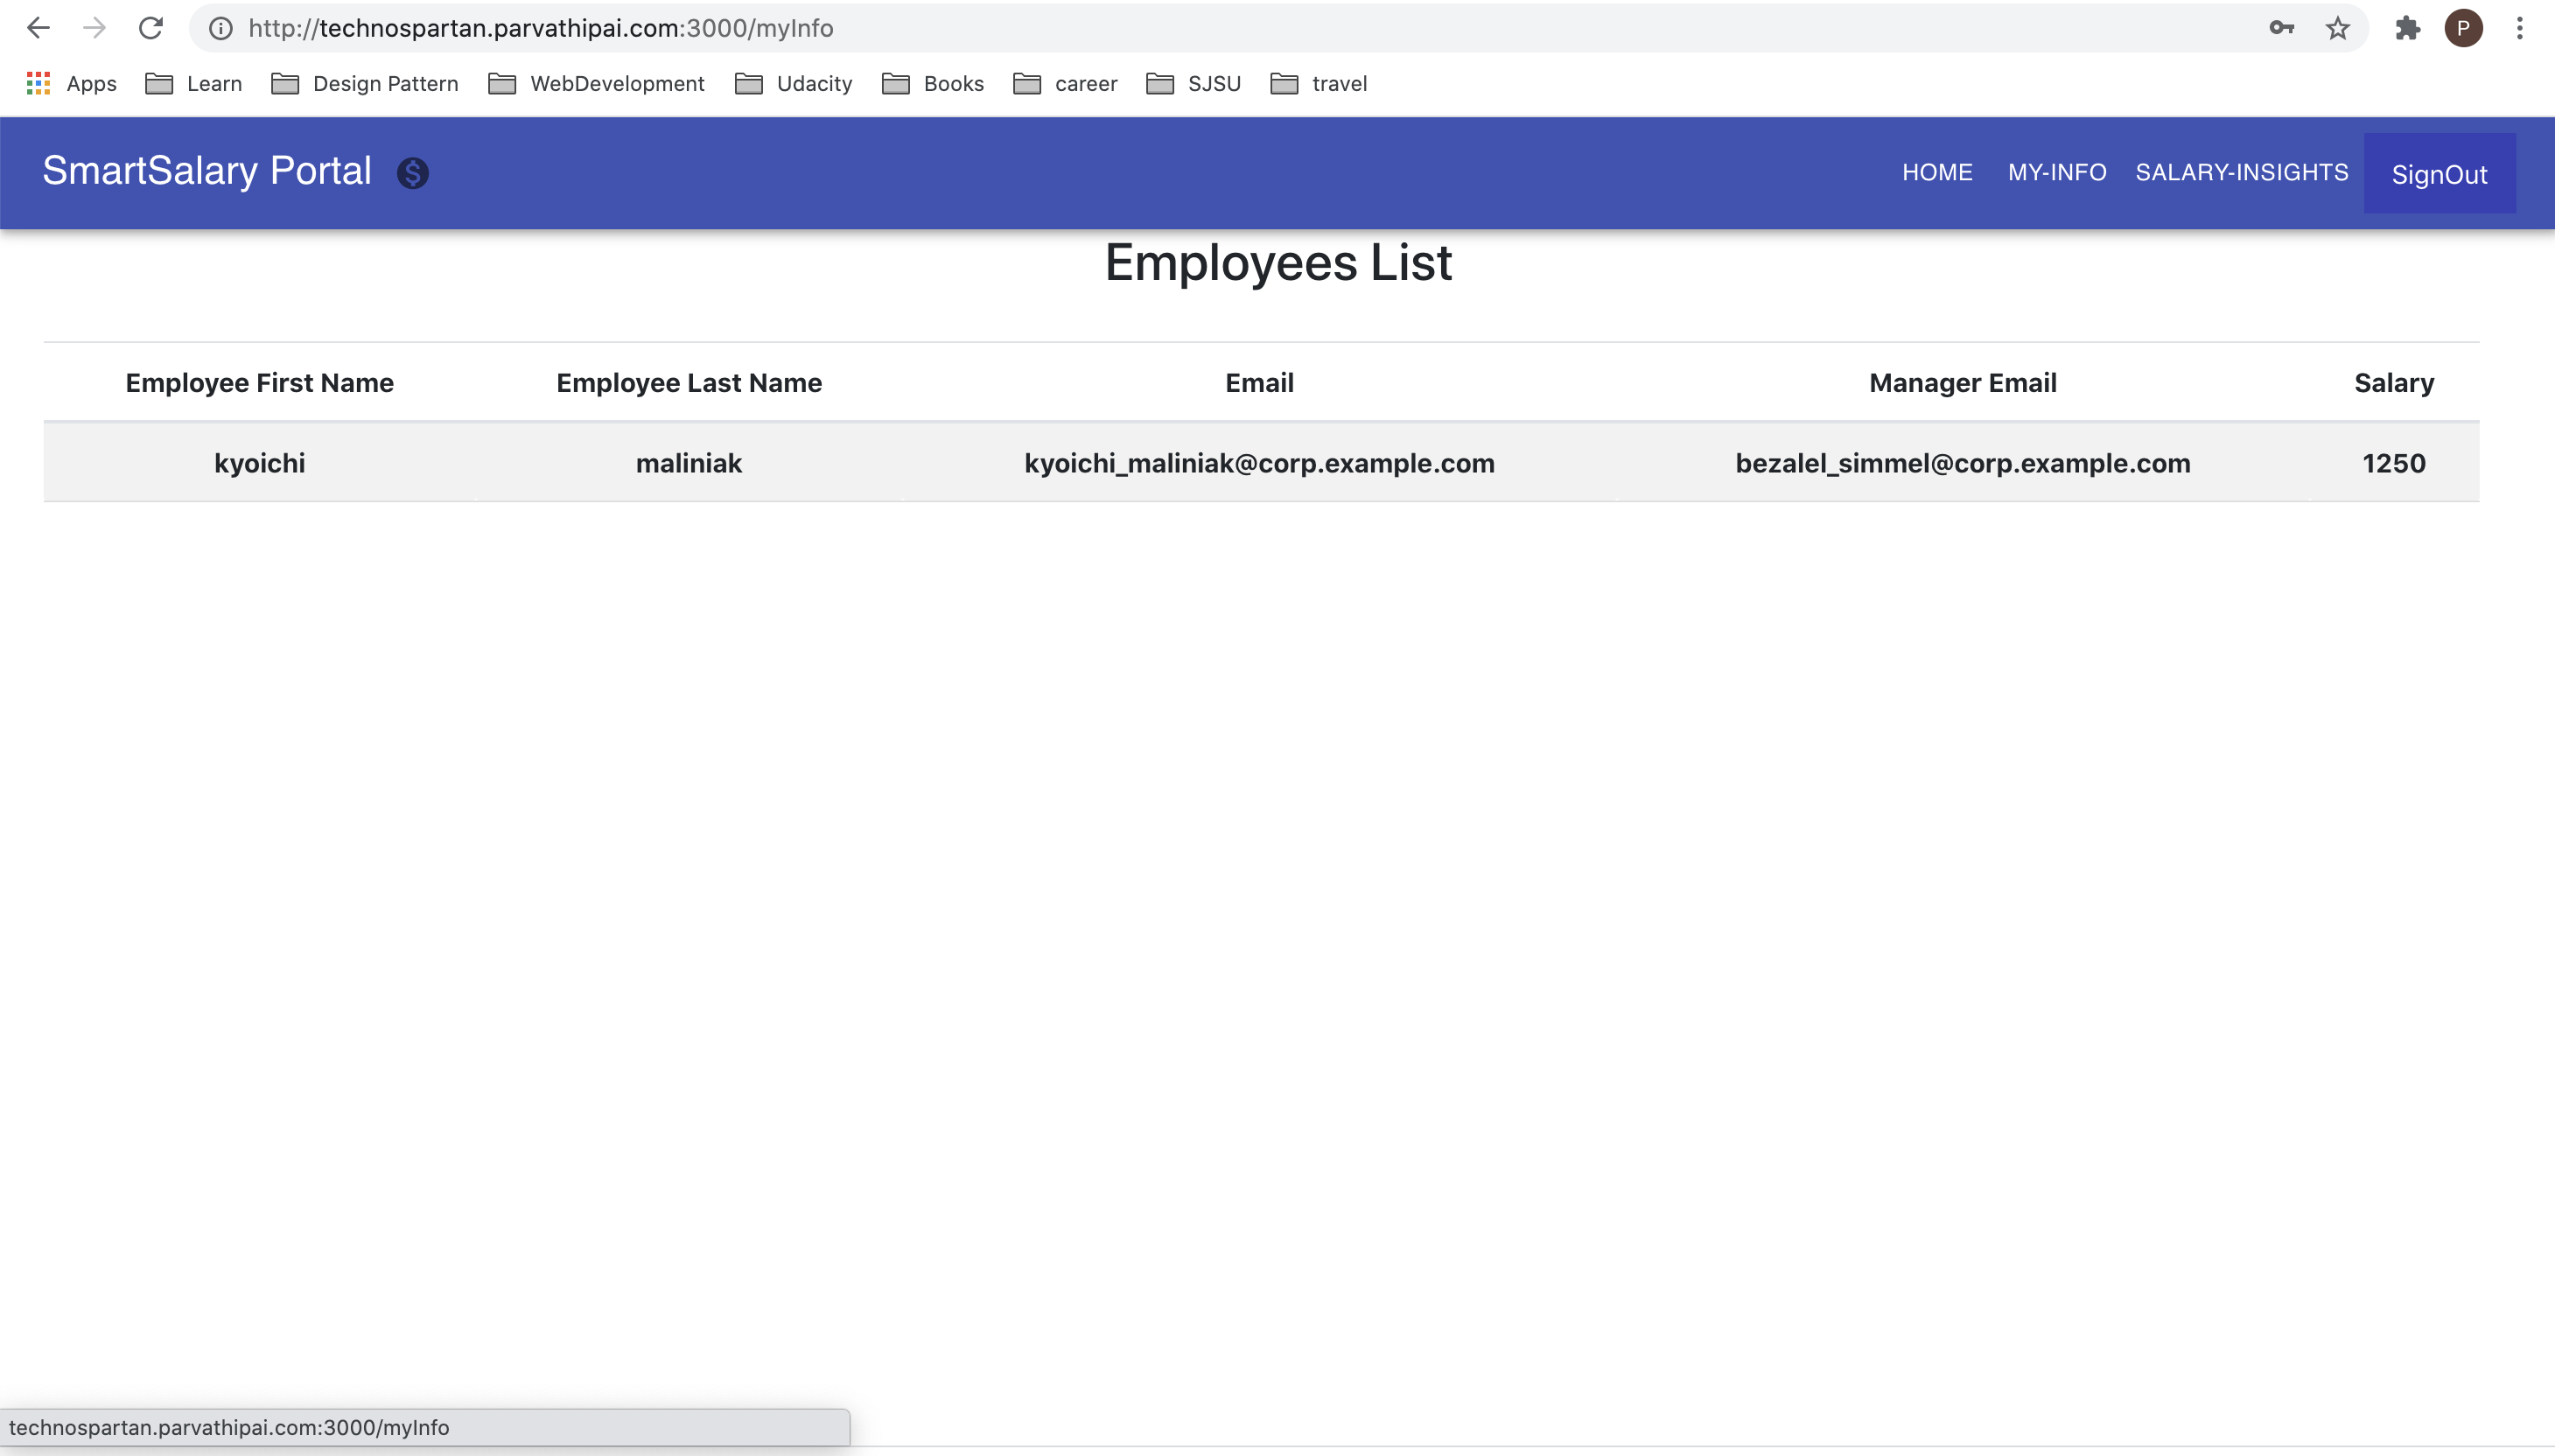 http://technospartan.parvathipai.com:3000/myInfo
P
Apps Learn Design Pattern WebDevelopment Udacity Books career SJSU travel
SmartSalary Portal $ HOME MY-INFO SALARY-INSIGHTS SignOut
Employees List
Employee First Name Employee Last Name Email Manager Email Salary
kyoichi maliniak kyoichi_maliniak@corp.example.com bezalel_simmel@corp.example.com 1250
technospartan.parvathipai.com:3000/myInfo